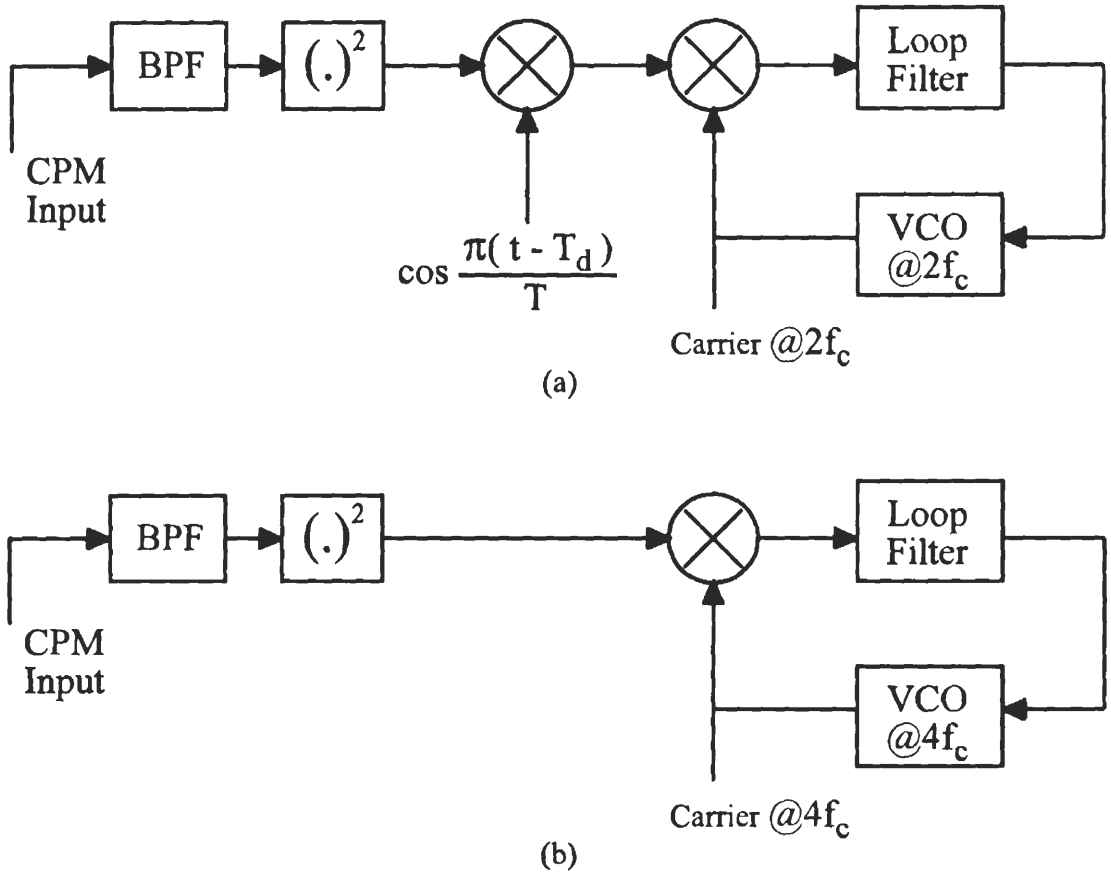 BPF
(.)²
Loop
Filter
CPM
Input
VCO
@2f_c
cos π( t - T_d ) / T
Carrier @2f_c
(a)
BPF
(.)²
Loop
Filter
CPM
Input
VCO
@4f_c
Carrier @4f_c
(b)